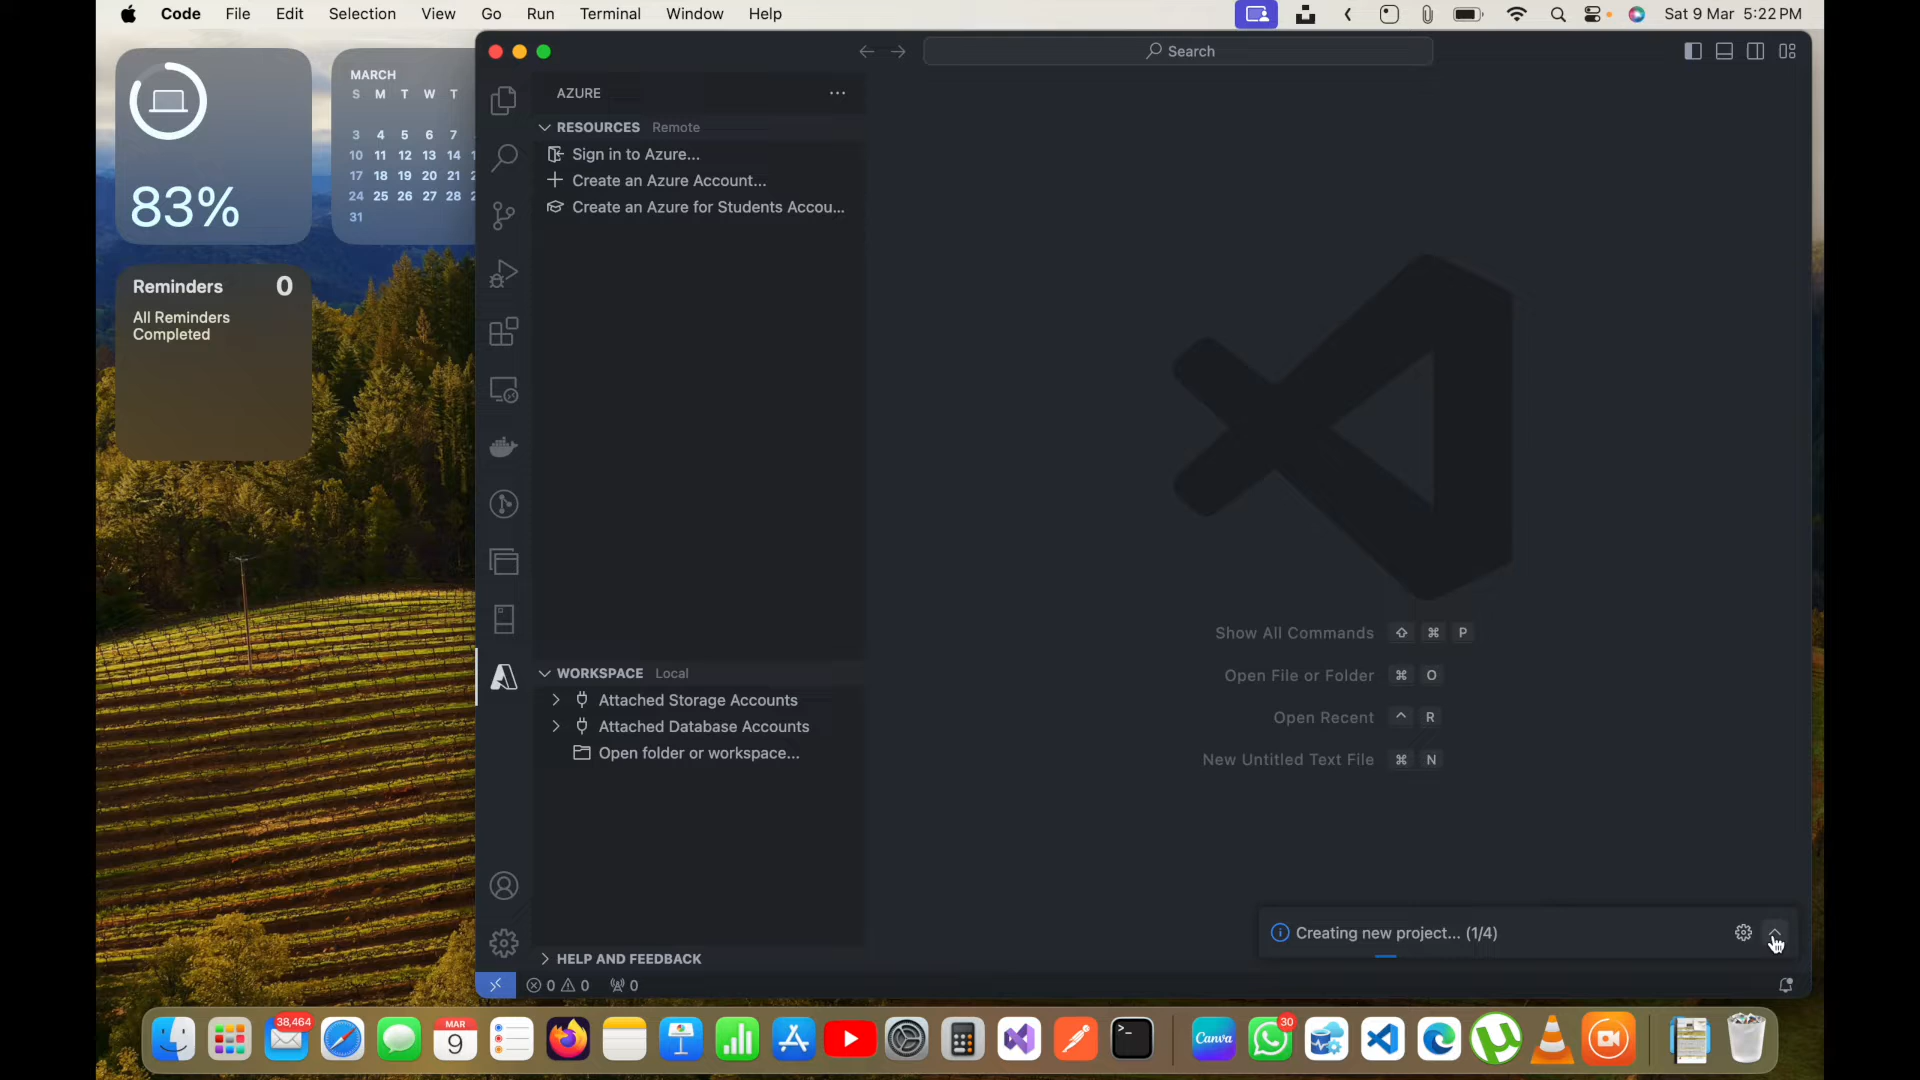 Code File Edit Selection View Go Run Terminal Window Help
Sat 9 Mar 5:22 PM
83%
MARCH
S M T W T
3 4 5 6 7
10 11 12 13 14
17 18 19 20 21
24 25 26 27 28
31
Reminders 0
All Reminders
Completed
Search
AZURE
RESOURCES Remote
Sign in to Azure...
Create an Azure Account...
Create an Azure for Students Accou...
WORKSPACE Local
Attached Storage Accounts
Attached Database Accounts
Open folder or workspace...
HELP AND FEEDBACK
Show All Commands ⇧ ⌘ P
Open File or Folder ⌘ O
Open Recent ^ R
New Untitled Text File ⌘ N
Creating new project... (1/4)
0 0 0
38,464
MAR
9
>_
Canva
30